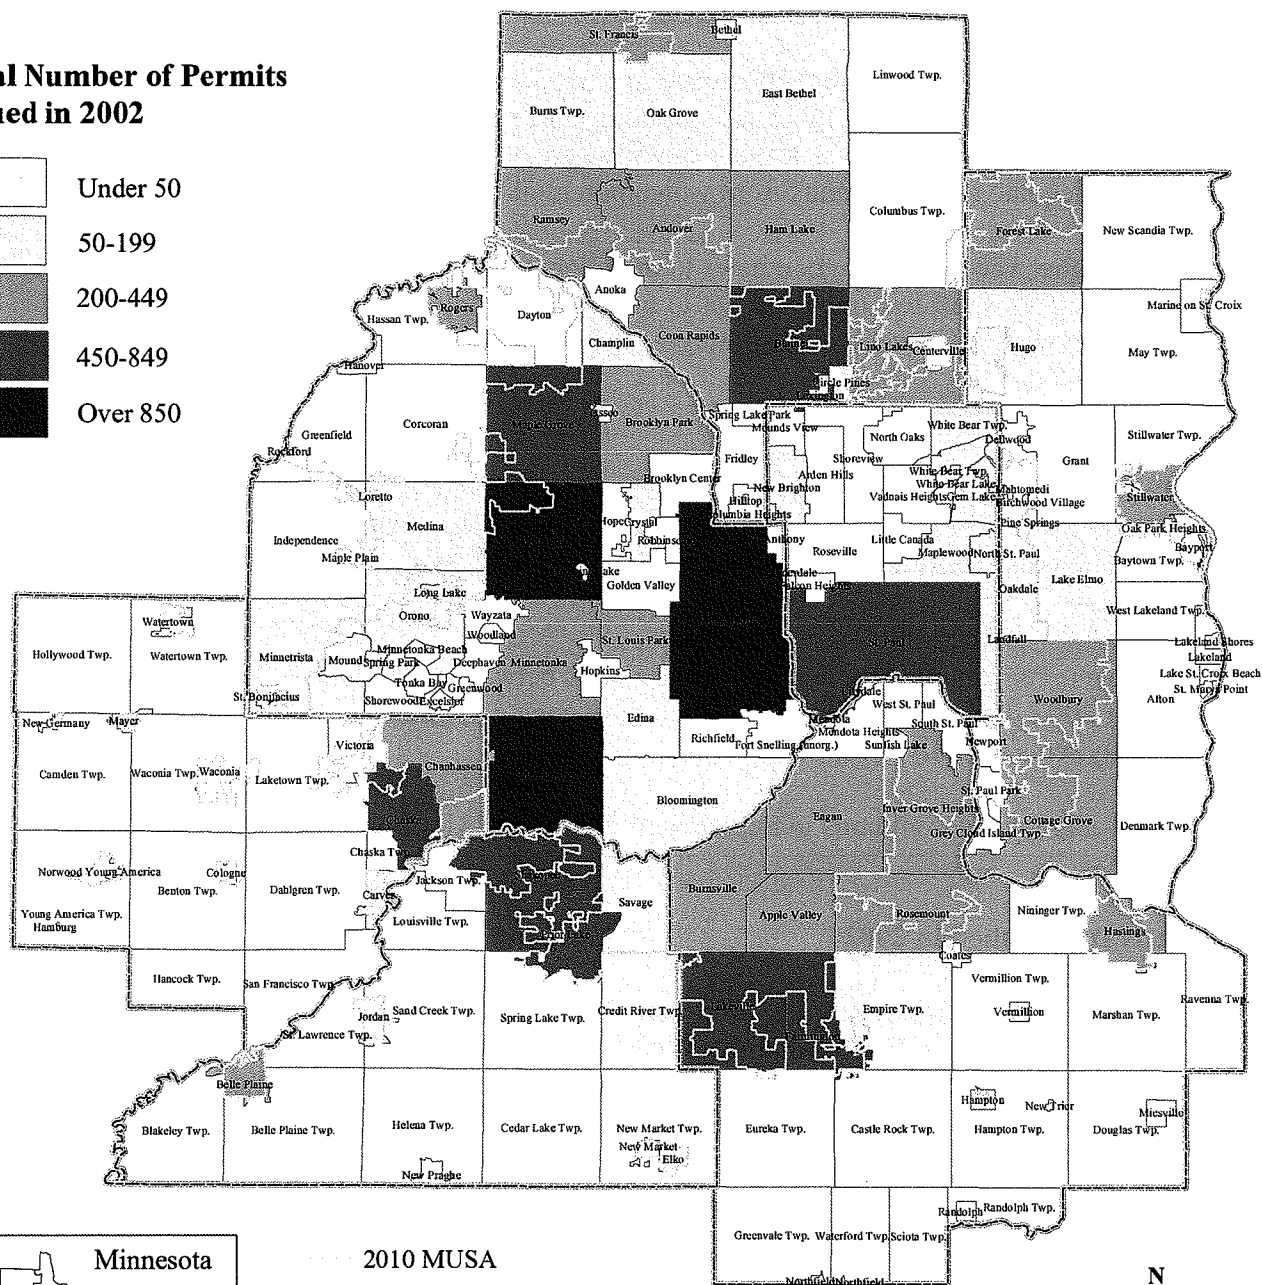 al Number of Permits
ued in 2002
Under 50
50-199
200-449
450-849
Over 850
St. Francis
Bethel
Linwood Twp.
Burns Twp.
Oak Grove
East Bethel
Ramsey
Andover
Ham Lake
Columbus Twp.
Forest Lake
New Scandia Twp.
Hassan Twp.
Rogers
Dayton
Anoka
Champlin
Coon Rapids
Blaine
Lino Lakes
Centerville
Hugo
Marine on St. Croix
May Twp.
Hanover
Circle Pines
Lexington
Corcoran
Maple Grove
Osseo
Brooklyn Park
Spring Lake Park
Mounds View
North Oaks
White Bear Twp.
Dellwood
Stillwater Twp.
Greenfield
Rockford
Fridley
Shoreview
Arden Hills
Grant
White Bear Twp.
White Bear Lake
Mahtomedi
Birchwood Village
Loretto
Brooklyn Center
New Brighton
Vadnais Heights
Gem Lake
Stillwater
Hilltop
Columbia Heights
Pine Springs
Oak Park Heights
Medina
Independence
Maple Plain
Hope
Crystal
Robbinsd
Anthony
Roseville
Little Canada
Maplewood
North St. Paul
Bayport
Baytown Twp.
Golden Valley
Falcon Heights
Oakdale
Lake Elmo
Long Lake
Orono
Wayzata
Woodland
West Lakeland Twp.
Watertown
Hollywood Twp.
Watertown Twp.
Minnetrista
Mound
Minnetonka Beach
Spring Park
Deephaven
Minnetonka
St. Louis Park
Hopkins
St. Paul
Landfall
Lakeland Shores
Lakeland
Lake St. Croix Beach
St. Marys Point
Tonka Bay
Greenwood
Shorewood
Excelsior
St. Bonifacius
Edina
Lilydale
West St. Paul
Woodbury
Afton
New Germany
Mayer
Victoria
Richfield
Fort Snelling (unorg.)
Mendota
Mendota Heights
South St. Paul
Sunfish Lake
Newport
Camden Twp.
Waconia Twp.
Waconia
Laketown Twp.
Chanhassen
Chaska
Bloomington
Eagan
Inver Grove Heights
St. Paul Park
Grey Cloud Island Twp.
Cottage Grove
Denmark Twp.
Chaska Twp.
Norwood Young America
Cologne
Benton Twp.
Dahlgren Twp.
Carver
Jackson Twp.
Louisville Twp.
Young America Twp.
Hamburg
Prior Lake
Savage
Burnsville
Apple Valley
Rosemount
Nininger Twp.
Hastings
Coates
Hancock Twp.
San Francisco Twp.
Vermillion Twp.
Ravenna Twp.
Jordan
Sand Creek Twp.
Spring Lake Twp.
Credit River Twp.
Lakeville
Farmington
Empire Twp.
Vermillion
Marshan Twp.
St. Lawrence Twp.
Belle Plaine
Hampton
New Trier
Miesville
Blakeley Twp.
Belle Plaine Twp.
Helena Twp.
Cedar Lake Twp.
New Market Twp.
Eureka Twp.
Castle Rock Twp.
Hampton Twp.
Douglas Twp.
New Market
Elko
New Prague
Randolph
Randolph Twp.
Greenvale Twp.
Waterford Twp.
Sciota Twp.
Northfield
Northfield
Minnesota
2010 MUSA
N